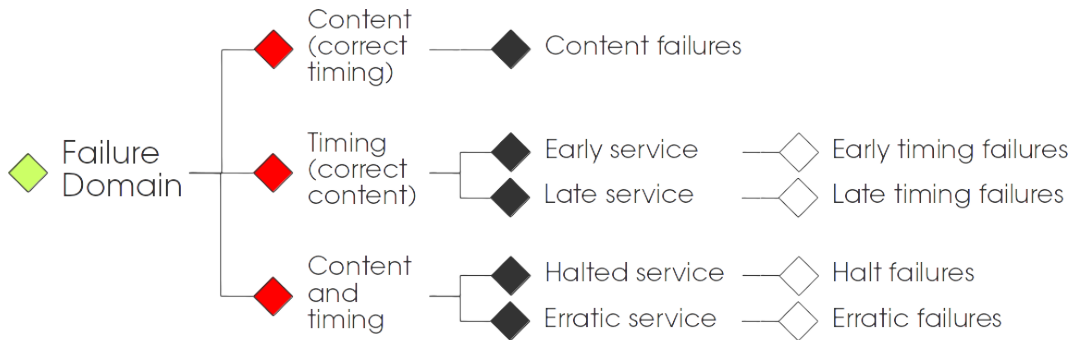 Content
(correct
timing)
Content failures
Failure
Domain
Timing
(correct
content)
Early service
Early timing failures
Late service
Late timing failures
Content
and
timing
Halted service
Halt failures
Erratic service
Erratic failures